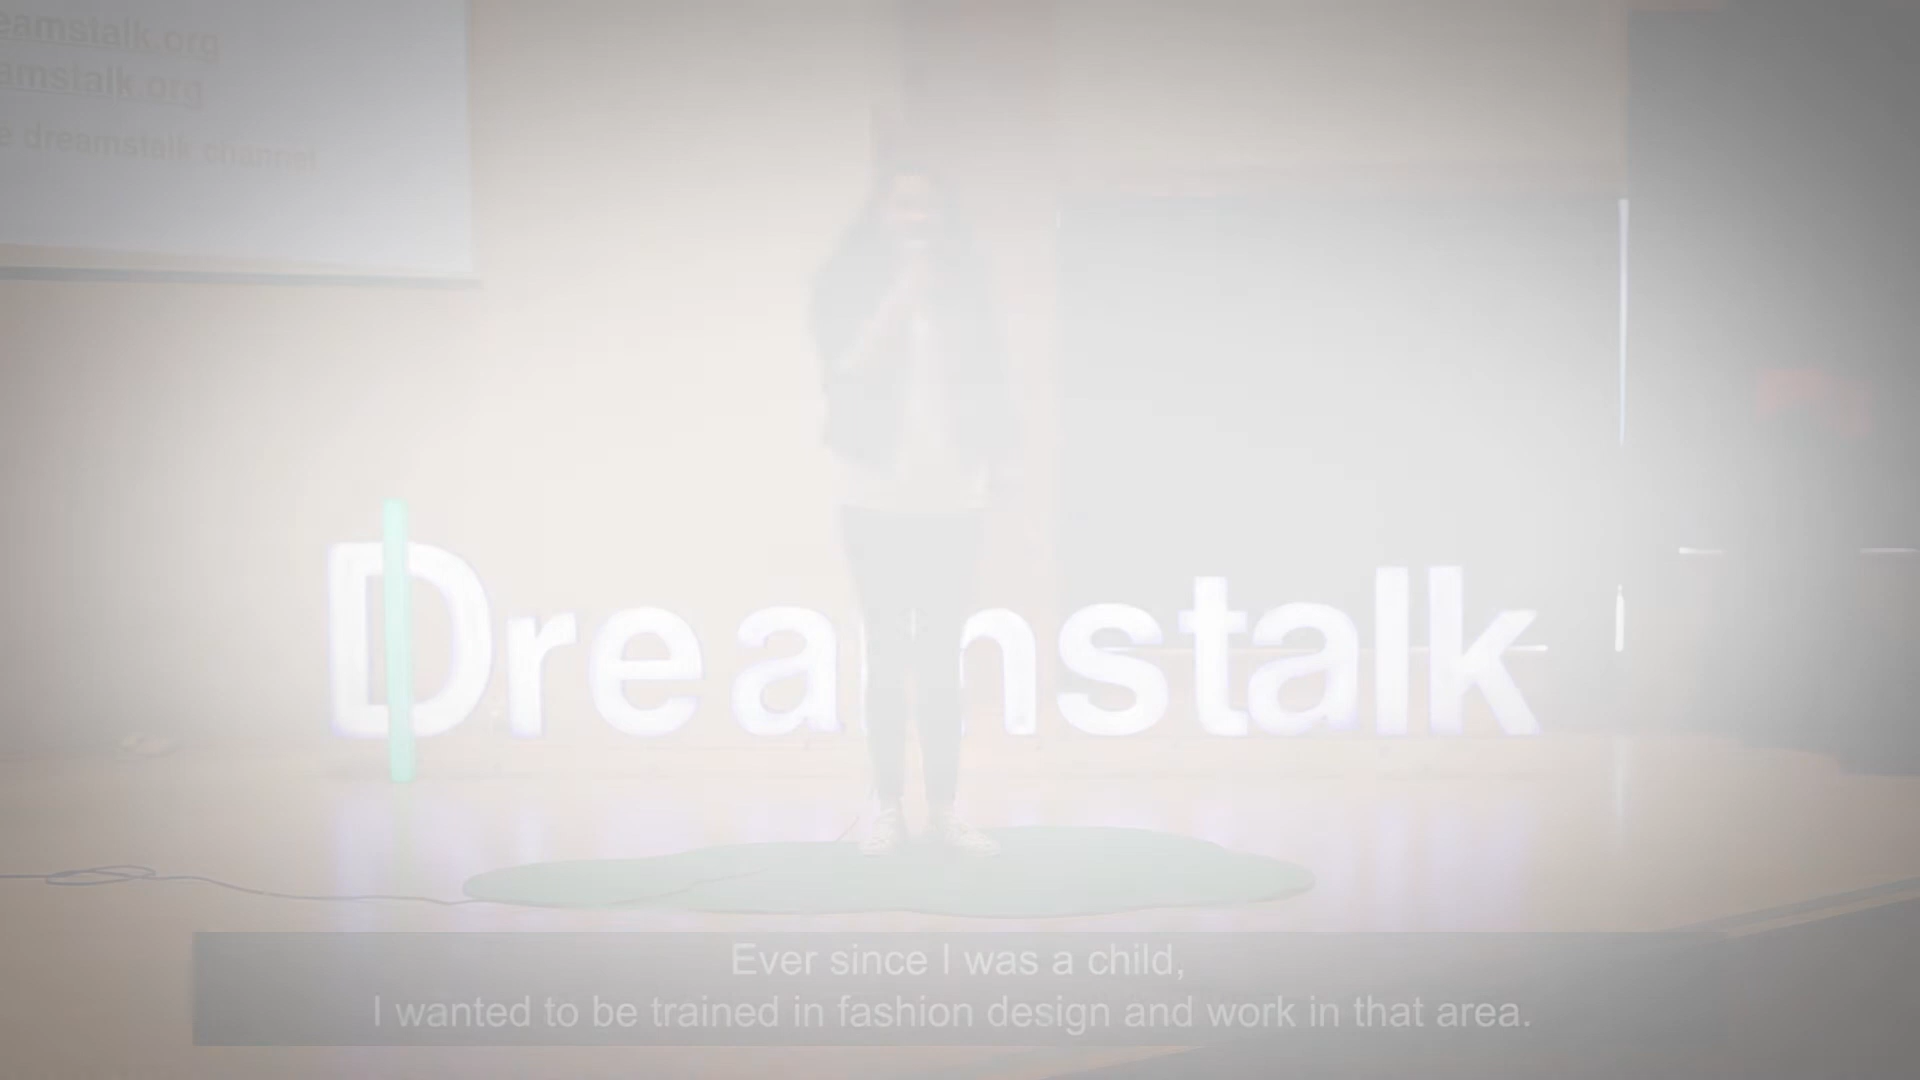 eamstalk.org
amstalk.org
e dreamstalk channel
Dreamstalk
Ever since I was a child,
I wanted to be trained in fashion design and work in that area.